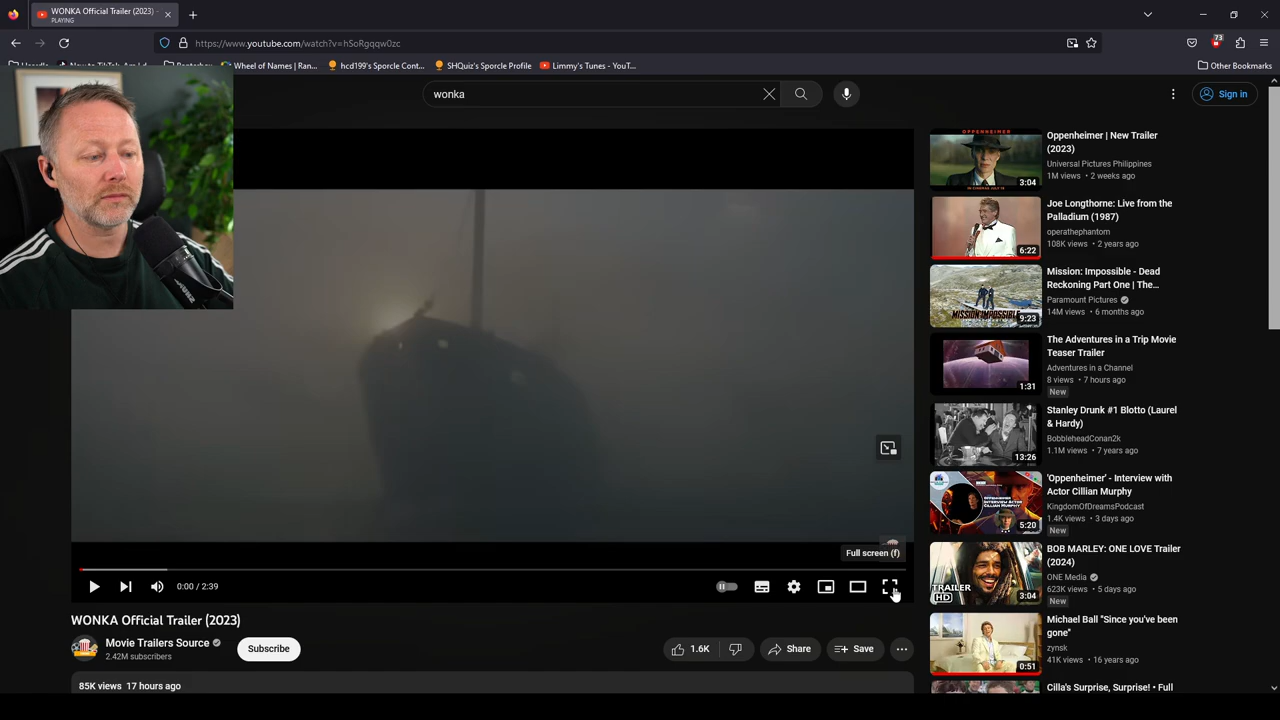 WONKA Official Trailer (2023) -
PLAYING
https://www.youtube.com/watch?v=hSoRgqqw0zc
73
Wheel of Names | Ran...
hcd199's Sporcle Cont...
SHQuiz's Sporcle Profile
Limmy's Tunes - YouT...
Other Bookmarks
wonka
Sign in
OPPENHEIMER
3:04
Oppenheimer | New Trailer
(2023)
Universal Pictures Philippines
1M views • 2 weeks ago
6:22
Joe Longthorne: Live from the
Palladium (1987)
operathephantom
108K views • 2 years ago
MISSION:IMPOSSIBLE
9:23
Mission: Impossible - Dead
Reckoning Part One | The...
Paramount Pictures
14M views • 6 months ago
1:31
The Adventures in a Trip Movie
Teaser Trailer
Adventures in a Channel
8 views • 7 hours ago
New
13:26
Stanley Drunk #1 Blotto (Laurel
& Hardy)
BobbleheadConan2k
1.1M views • 7 years ago
5:20
'Oppenheimer' - Interview with
Actor Cillian Murphy
KingdomOfDreamsPodcast
1.4K views • 3 days ago
New
TRAILER
HD
3:04
BOB MARLEY: ONE LOVE Trailer
(2024)
ONE Media
623K views • 5 days ago
New
0:51
Michael Ball "Since you've been
gone"
zynsk
41K views • 16 years ago
Cilla's Surprise, Surprise! • Full
Full screen (f)
0:00 / 2:39
WONKA Official Trailer (2023)
Movie Trailers Source
2.42M subscribers
Subscribe
1.6K
Share
Save
85K views 17 hours ago